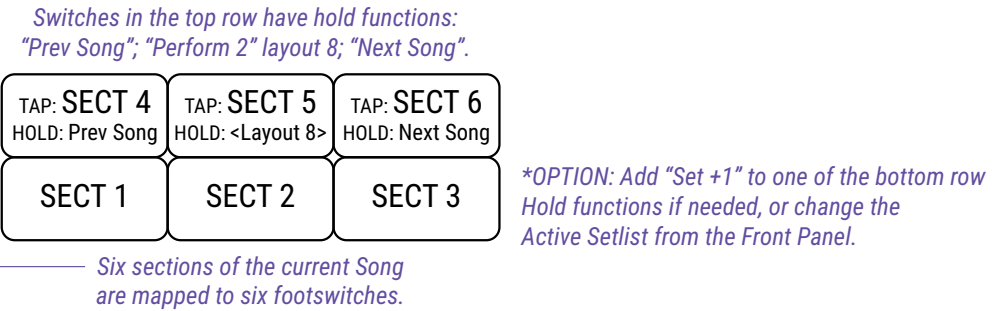 Switches in the top row have hold functions:
“Prev Song”; “Perform 2” layout 8; “Next Song”.
TAP: SECT 4
HOLD: Prev Song
TAP: SECT 5
HOLD: <Layout 8>
TAP: SECT 6
HOLD: Next Song
SECT 1
SECT 2
SECT 3
*OPTION: Add “Set +1” to one of the bottom row
Hold functions if needed, or change the
Active Setlist from the Front Panel.
Six sections of the current Song
are mapped to six footswitches.